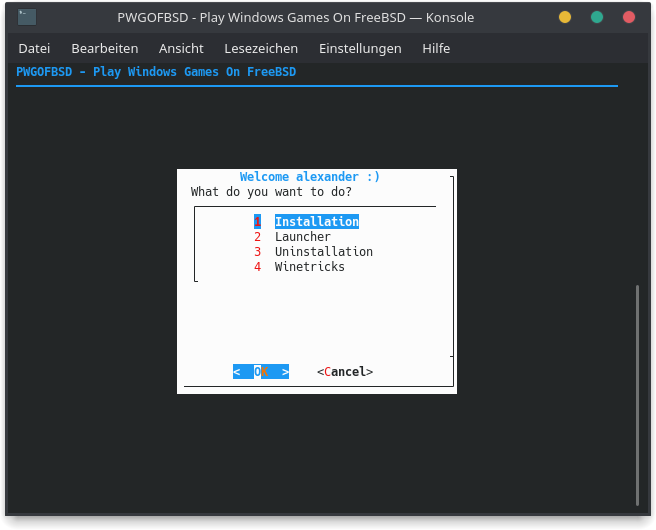 PWGOFBSD - Play Windows Games On FreeBSD — Konsole
Datei Bearbeiten Ansicht Lesezeichen Einstellungen Hilfe
PWGOFBSD - Play Windows Games On FreeBSD
Welcome alexander :)
What do you want to do?
1 Installation
2 Launcher
3 Uninstallation
4 Winetricks
< OK > <Cancel>